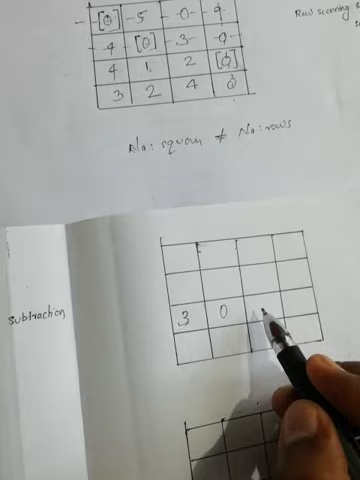 [0] 5 0 9
4 [0] 3 0
4 1 2 [0]
3 2 4 0
Row scanning
No: square ≠ No: rows
Subtraction
3 0